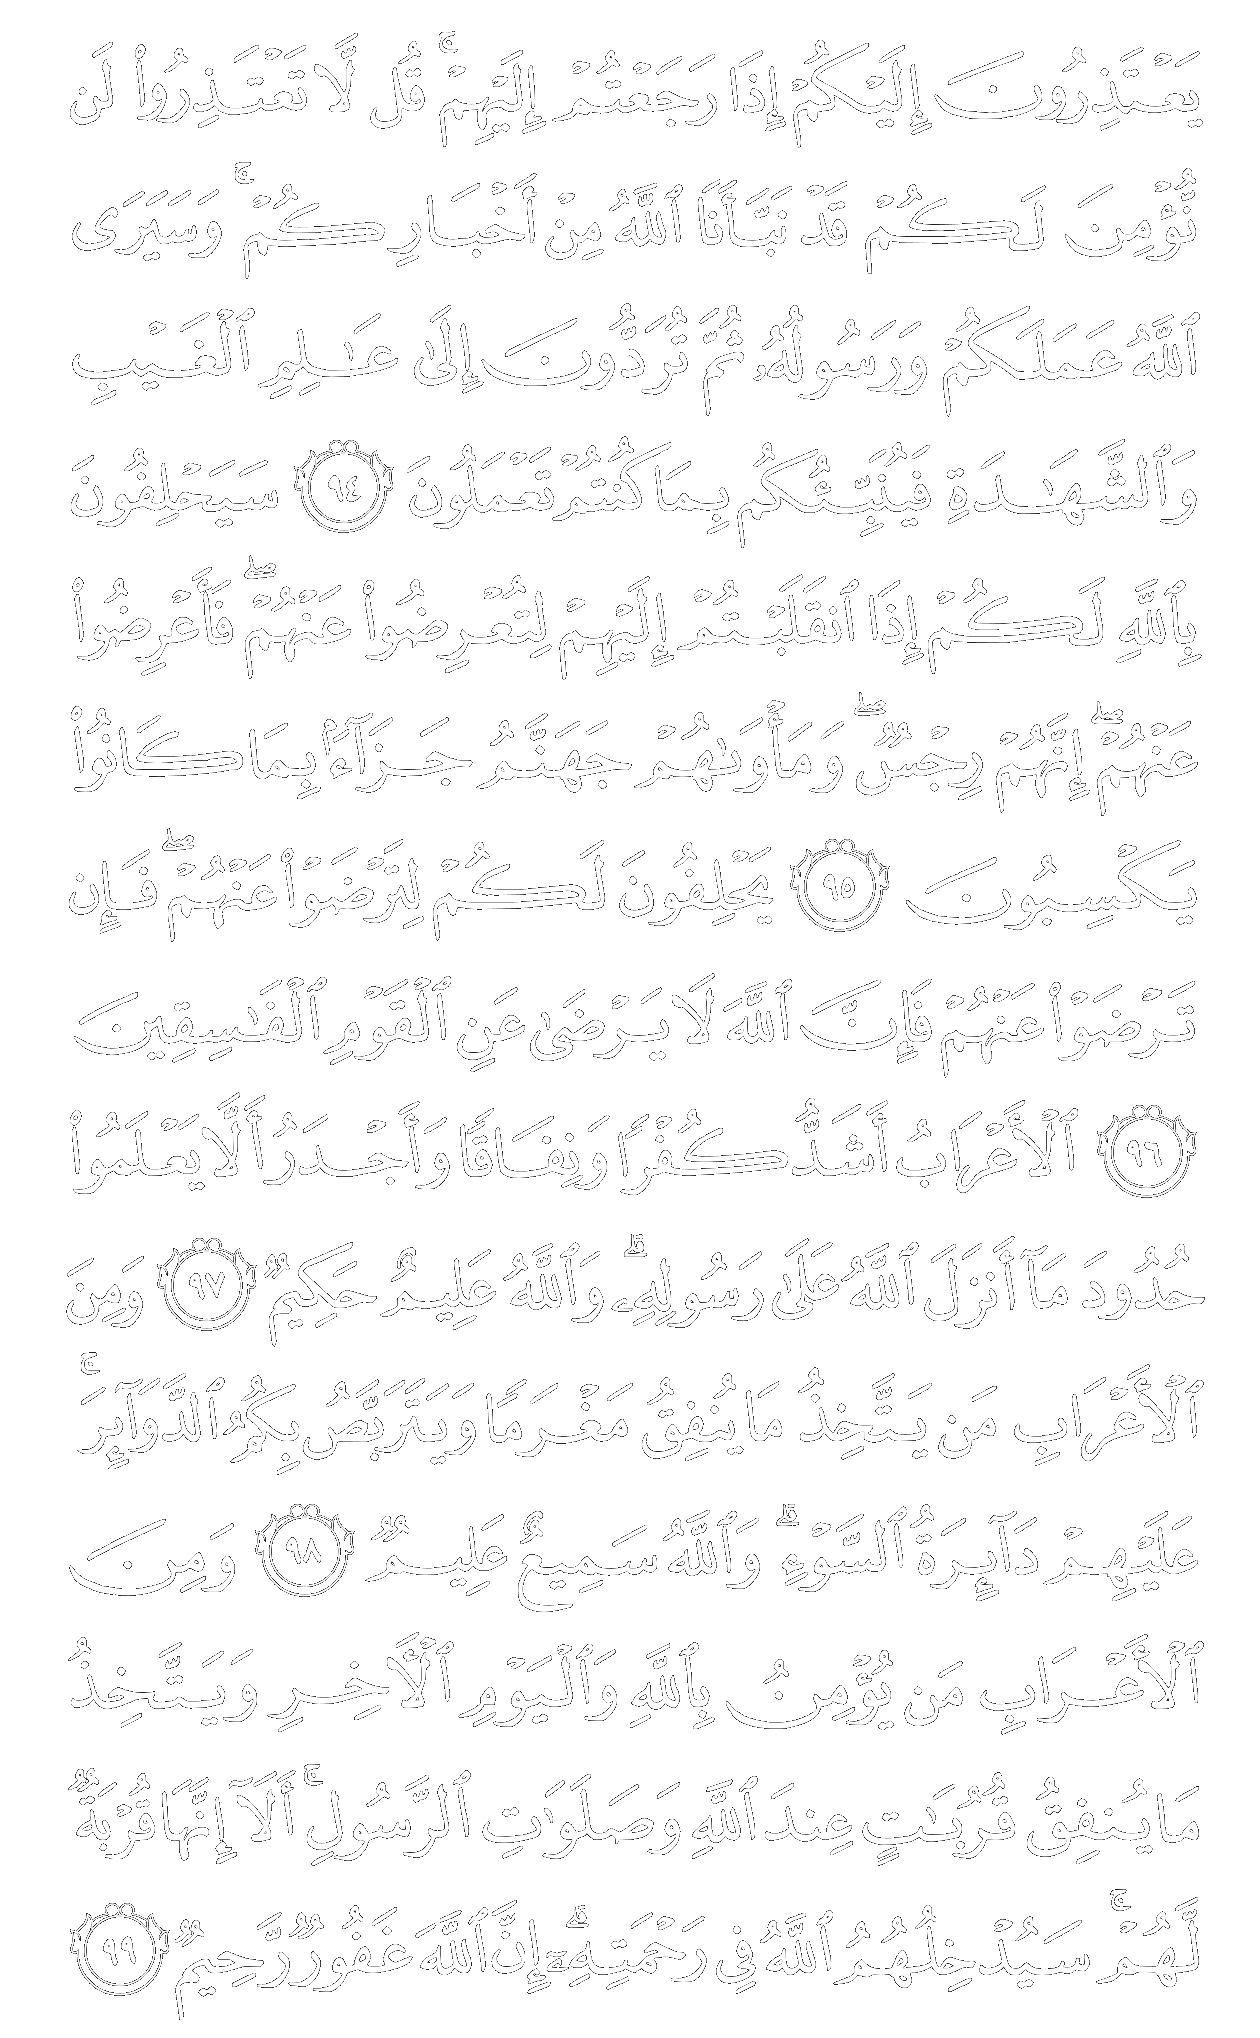 يَعْتَذِرُونَ إِلَيْكُمْ إِذَا رَجَعْتُمْ إِلَيْهِمْ ۚ قُل لَّا تَعْتَذِرُوا۟ لَن
نُّؤْمِنَ لَكُمْ قَدْ نَبَّأَنَا ٱللَّهُ مِنْ أَخْبَارِكُمْ ۚ وَسَيَرَى
ٱللَّهُ عَمَلَكُمْ وَرَسُولُهُۥ ثُمَّ تُرَدُّونَ إِلَىٰ عَـٰلِمِ ٱلْغَيْبِ
وَٱلشَّهَـٰدَةِ فَيُنَبِّئُكُم بِمَا كُنتُمْ تَعْمَلُونَ ٩٤ سَيَحْلِفُونَ
بِٱللَّهِ لَكُمْ إِذَا ٱنقَلَبْتُمْ إِلَيْهِمْ لِتُعْرِضُوا۟ عَنْهُمْ ۖ فَأَعْرِضُوا۟
عَنْهُمْ ۖ إِنَّهُمْ رِجْسٌ ۖ وَمَأْوَىٰهُمْ جَهَنَّمُ جَزَآءًۢ بِمَا كَانُوا۟
يَكْسِبُونَ ٩٥ يَحْلِفُونَ لَكُمْ لِتَرْضَوْا۟ عَنْهُمْ ۖ فَإِن
تَرْضَوْا۟ عَنْهُمْ فَإِنَّ ٱللَّهَ لَا يَرْضَىٰ عَنِ ٱلْقَوْمِ ٱلْفَـٰسِقِينَ
٩٦ ٱلْأَعْرَابُ أَشَدُّ كُفْرًا وَنِفَاقًا وَأَجْدَرُ أَلَّا يَعْلَمُوا۟
حُدُودَ مَآ أَنزَلَ ٱللَّهُ عَلَىٰ رَسُولِهِۦ ۗ وَٱللَّهُ عَلِيمٌ حَكِيمٌ ٩٧ وَمِنَ
ٱلْأَعْرَابِ مَن يَتَّخِذُ مَا يُنفِقُ مَغْرَمًا وَيَتَرَبَّصُ بِكُمُ ٱلدَّوَآئِرَ ۚ
عَلَيْهِمْ دَآئِرَةُ ٱلسَّوْءِ ۗ وَٱللَّهُ سَمِيعٌ عَلِيمٌ ٩٨ وَمِنَ
ٱلْأَعْرَابِ مَن يُؤْمِنُ بِٱللَّهِ وَٱلْيَوْمِ ٱلْـَٔاخِرِ وَيَتَّخِذُ
مَا يُنفِقُ قُرُبَـٰتٍ عِندَ ٱللَّهِ وَصَلَوَٰتِ ٱلرَّسُولِ ۚ أَلَآ إِنَّهَا قُرْبَةٌ
لَّهُمْ ۚ سَيُدْخِلُهُمُ ٱللَّهُ فِى رَحْمَتِهِۦٓ ۗ إِنَّ ٱللَّهَ غَفُورٌ رَّحِيمٌ ٩٩